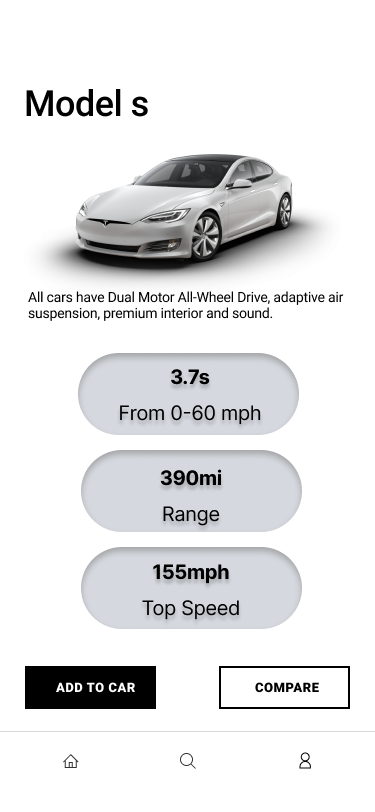 Model s
All cars have Dual Motor All-Wheel Drive, adaptive air
suspension, premium interior and sound.
3.7s
From 0-60 mph
390mi
Range
155mph
Top Speed
ADD TO CAR
COMPARE